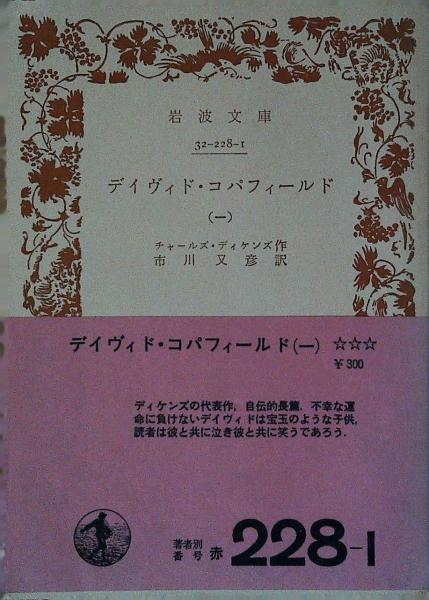 岩波文庫
32-228-1
デイヴィド・コパフィールド
(一)
チャールズ・ディケンズ作
市川又彦訳
デイヴィド・コパフィールド(一) ☆☆☆
￥300
ディケンズの代表作，自伝的長篇．不幸な運
命に負けないデイヴィドは宝玉のような子供，
読者は彼と共に泣き彼と共に笑うであろう．
著者別
番号 赤 228-1